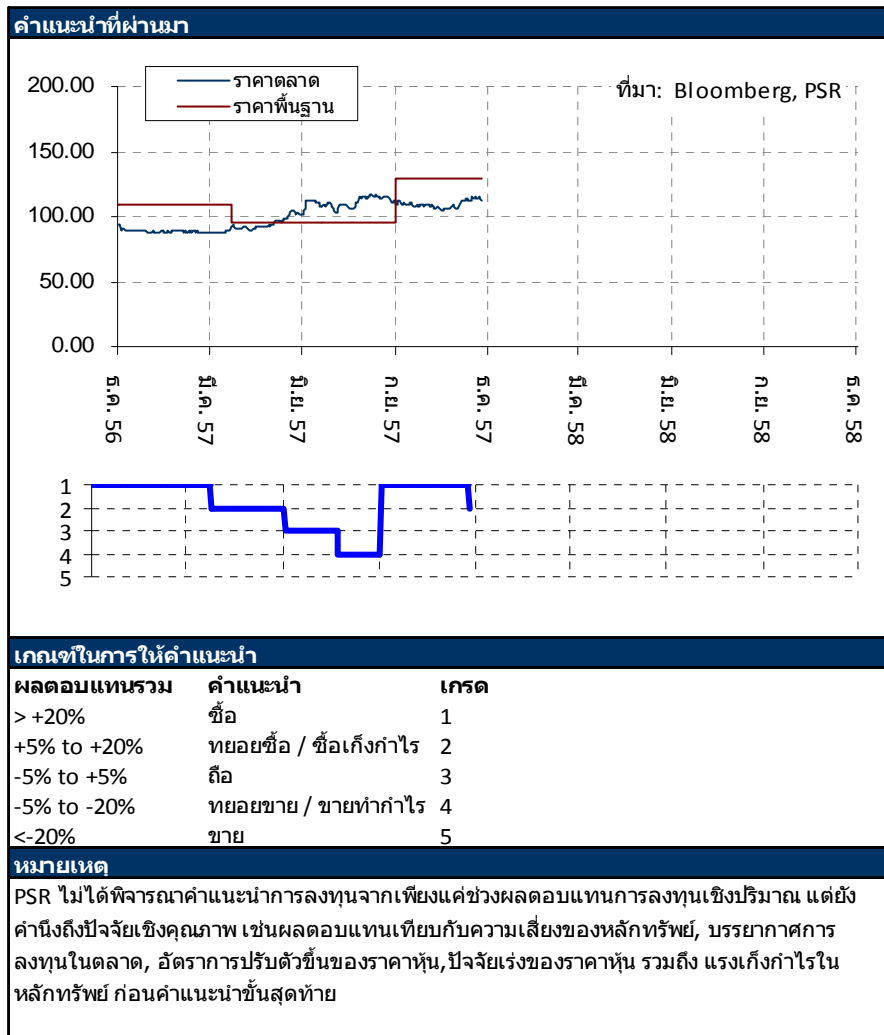 คำแนะนำที่ผ่านมา
ราคาตลาด
ราคาพื้นฐาน
ที่มา: Bloomberg, PSR
200.00
150.00
100.00
50.00
0.00
ธ.ค. 56
มี.ค. 57
มิ.ย. 57
ก.ย. 57
ธ.ค. 57
มี.ค. 58
มิ.ย. 58
ก.ย. 58
ธ.ค. 58
1
2
3
4
5
เกณฑ์ในการให้คำแนะนำ
ผลตอบแทนรวม คำแนะนำ เกรด
> +20% ซื้อ 1
+5% to +20% ทยอยซื้อ / ซื้อเก็งกำไร 2
-5% to +5% ถือ 3
-5% to -20% ทยอยขาย / ขายทำกำไร 4
<-20% ขาย 5
หมายเหตุ
PSR ไม่ได้พิจารณาคำแนะนำการลงทุนจากเพียงแค่ช่วงผลตอบแทนการลงทุนเชิงปริมาณ แต่ยัง
คำนึงถึงปัจจัยเชิงคุณภาพ เช่นผลตอบแทนเทียบกับความเสี่ยงของหลักทรัพย์, บรรยากาศการ
ลงทุนในตลาด, อัตราการปรับตัวขึ้นของราคาหุ้น,ปัจจัยเร่งของราคาหุ้น รวมถึง แรงเก็งกำไรใน
หลักทรัพย์ ก่อนคำแนะนำขั้นสุดท้าย